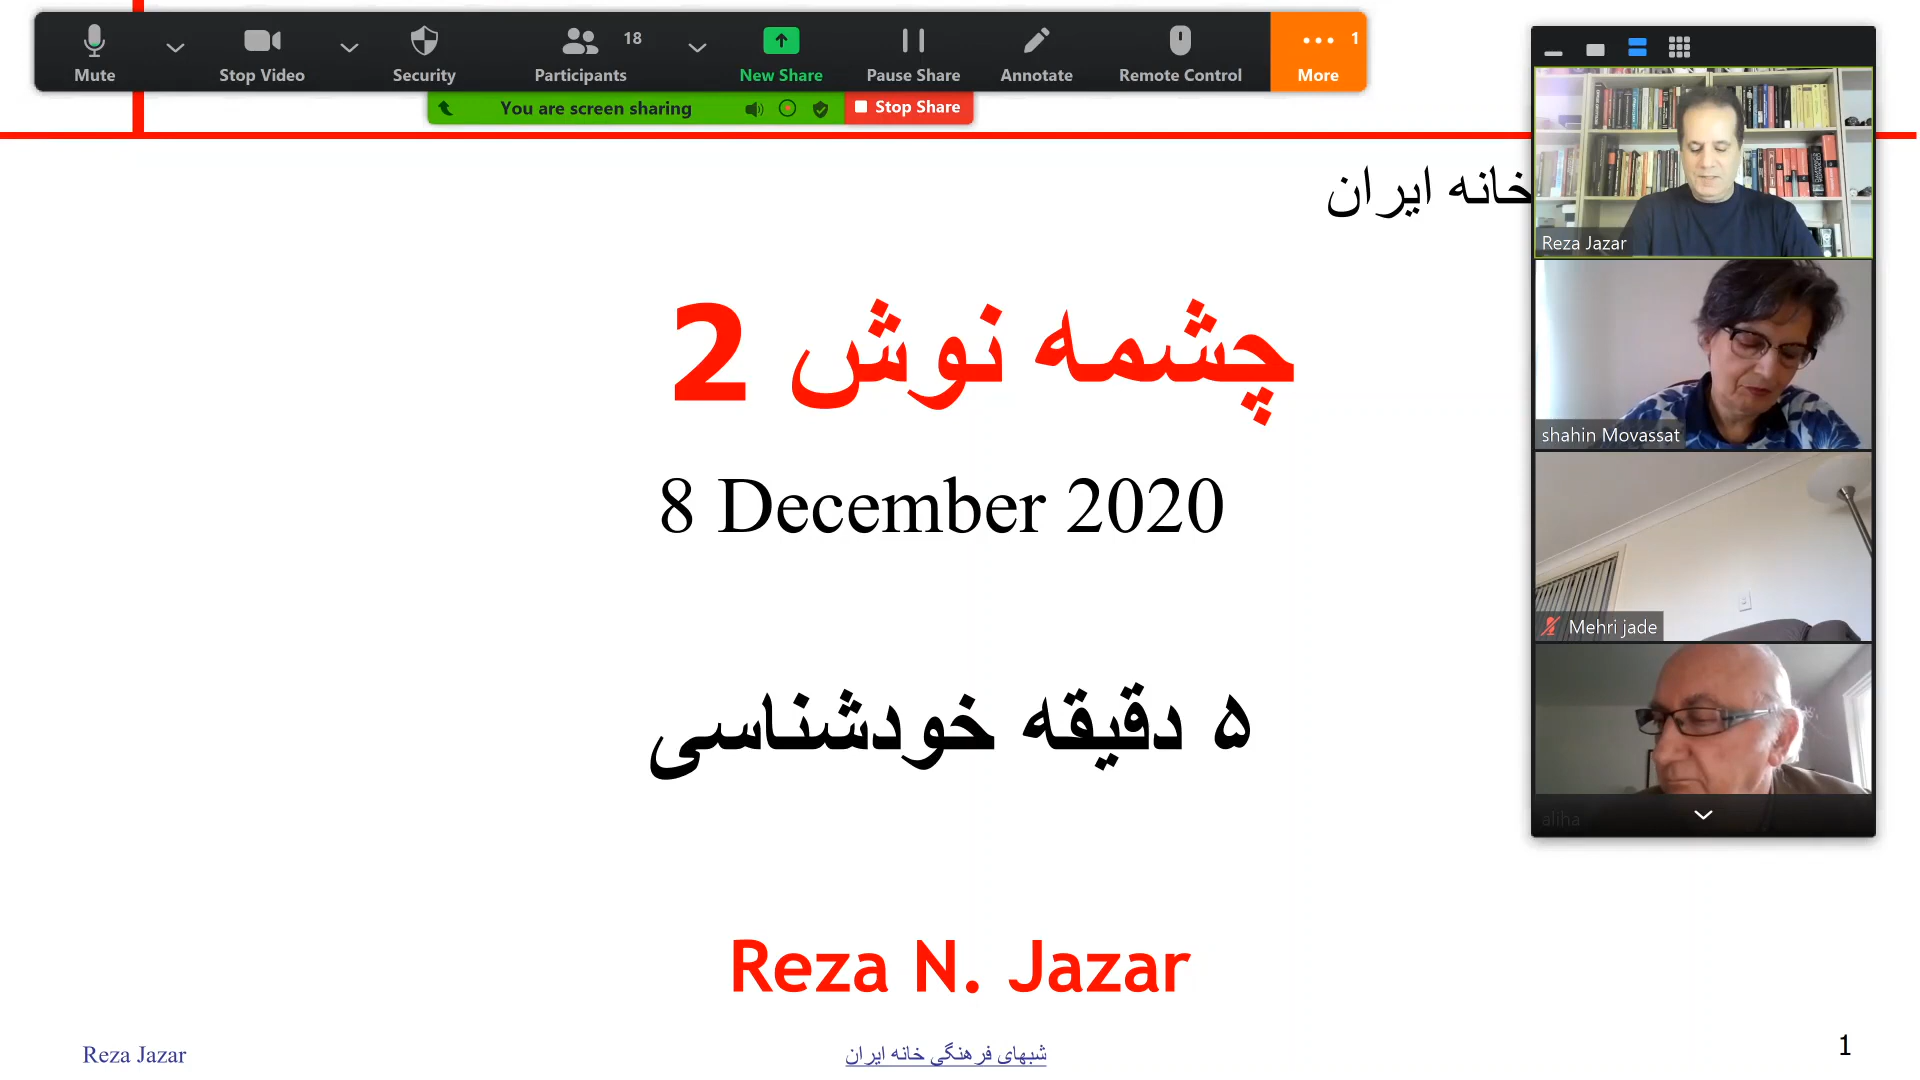 Mute
Stop Video
Security
Participants
18
New Share
Pause Share
Annotate
Remote Control
More
1
You are screen sharing
Stop Share
خانه ایران
چشمه نوش 2
8 December 2020
۵ دقیقه خودشناسی
Reza N. Jazar
Reza Jazar
شبهای فرهنگی خانه ایران
1
Reza Jazar
shahin Movassat
Mehri jade
aliha